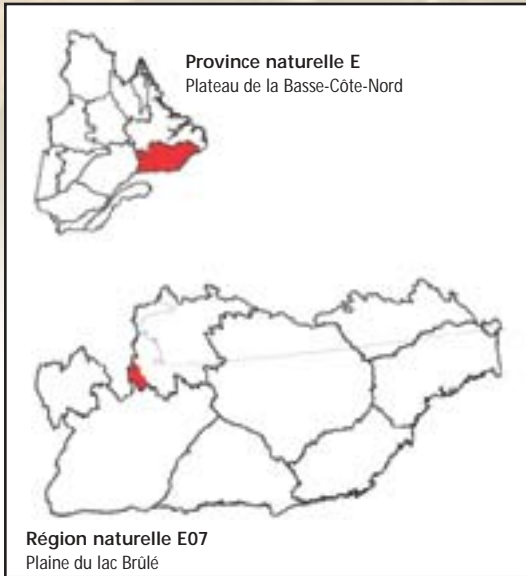 Province naturelle E
Plateau de la Basse-Côte-Nord
Région naturelle E07
Plaine du lac Brûlé